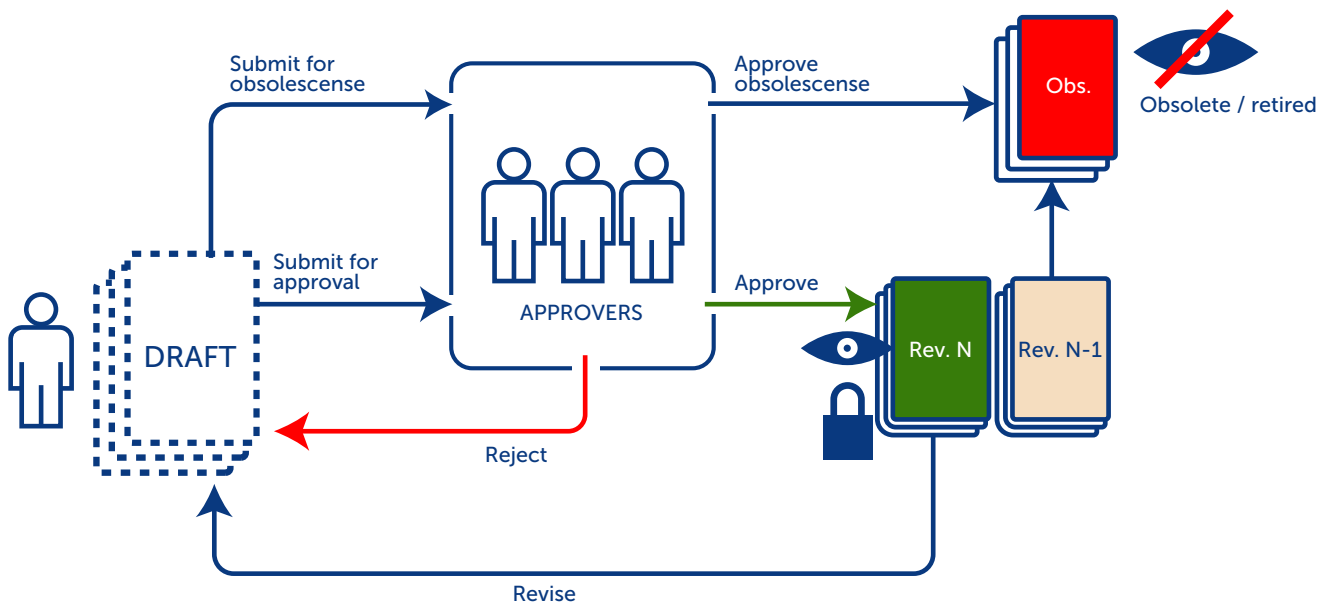 Submit for
obsolescense
Approve
obsolescense
Obs.
Obsolete / retired
Submit for
approval
Approve
APPROVERS
DRAFT
Rev. N
Rev. N-1
Reject
Revise